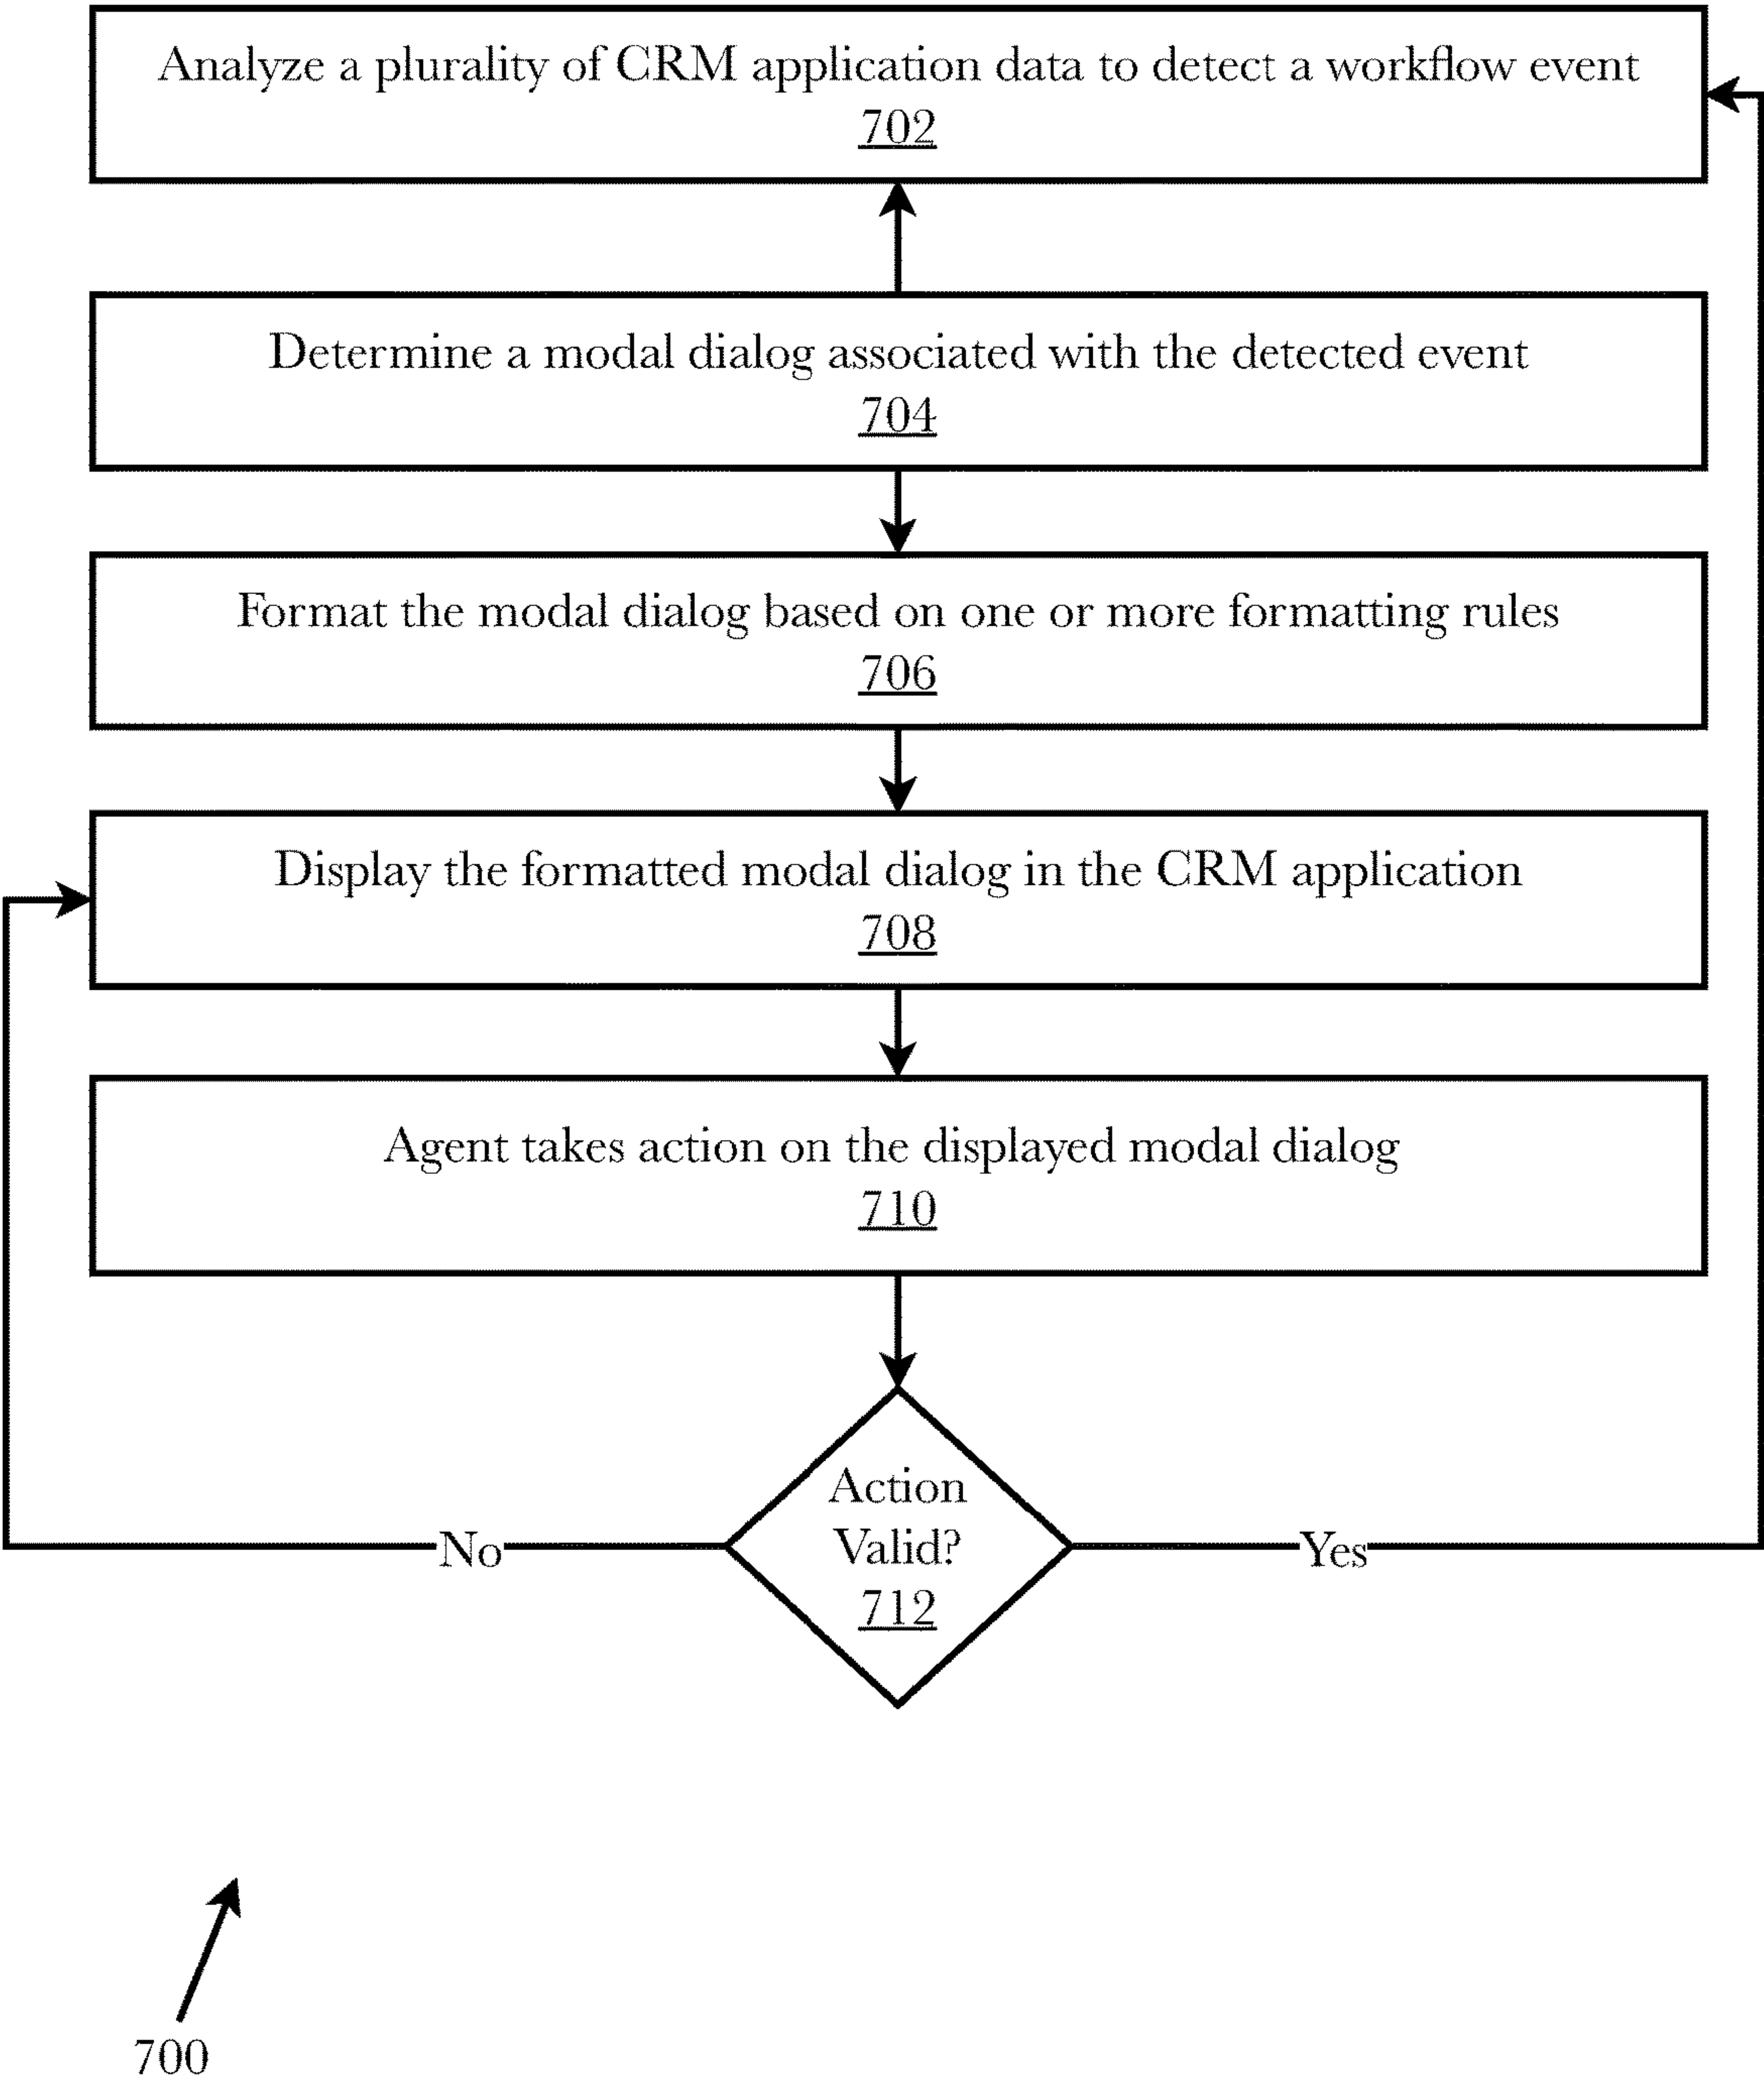 Analyze a plurality of CRM application data to detect a workflow event
702
Determine a modal dialog associated with the detected event
704
Format the modal dialog based on one or more formatting rules
706
Display the formatted modal dialog in the CRM application
708
Agent takes action on the displayed modal dialog
710
Action
Valid?
712
No
Yes
700